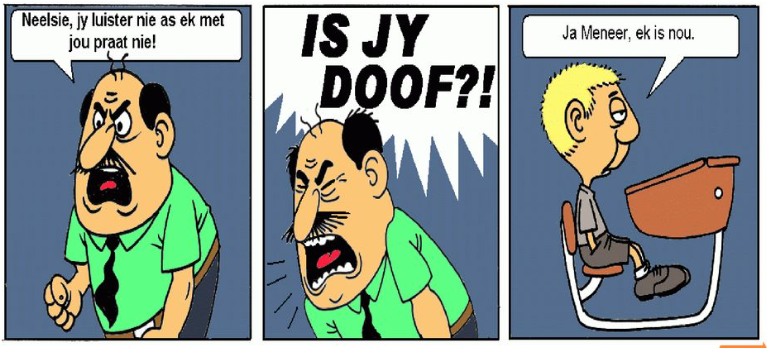 Neelsie, jy luister nie as ek met
jou praat nie!
IS JY
DOOF?!
Ja Meneer, ek is nou.